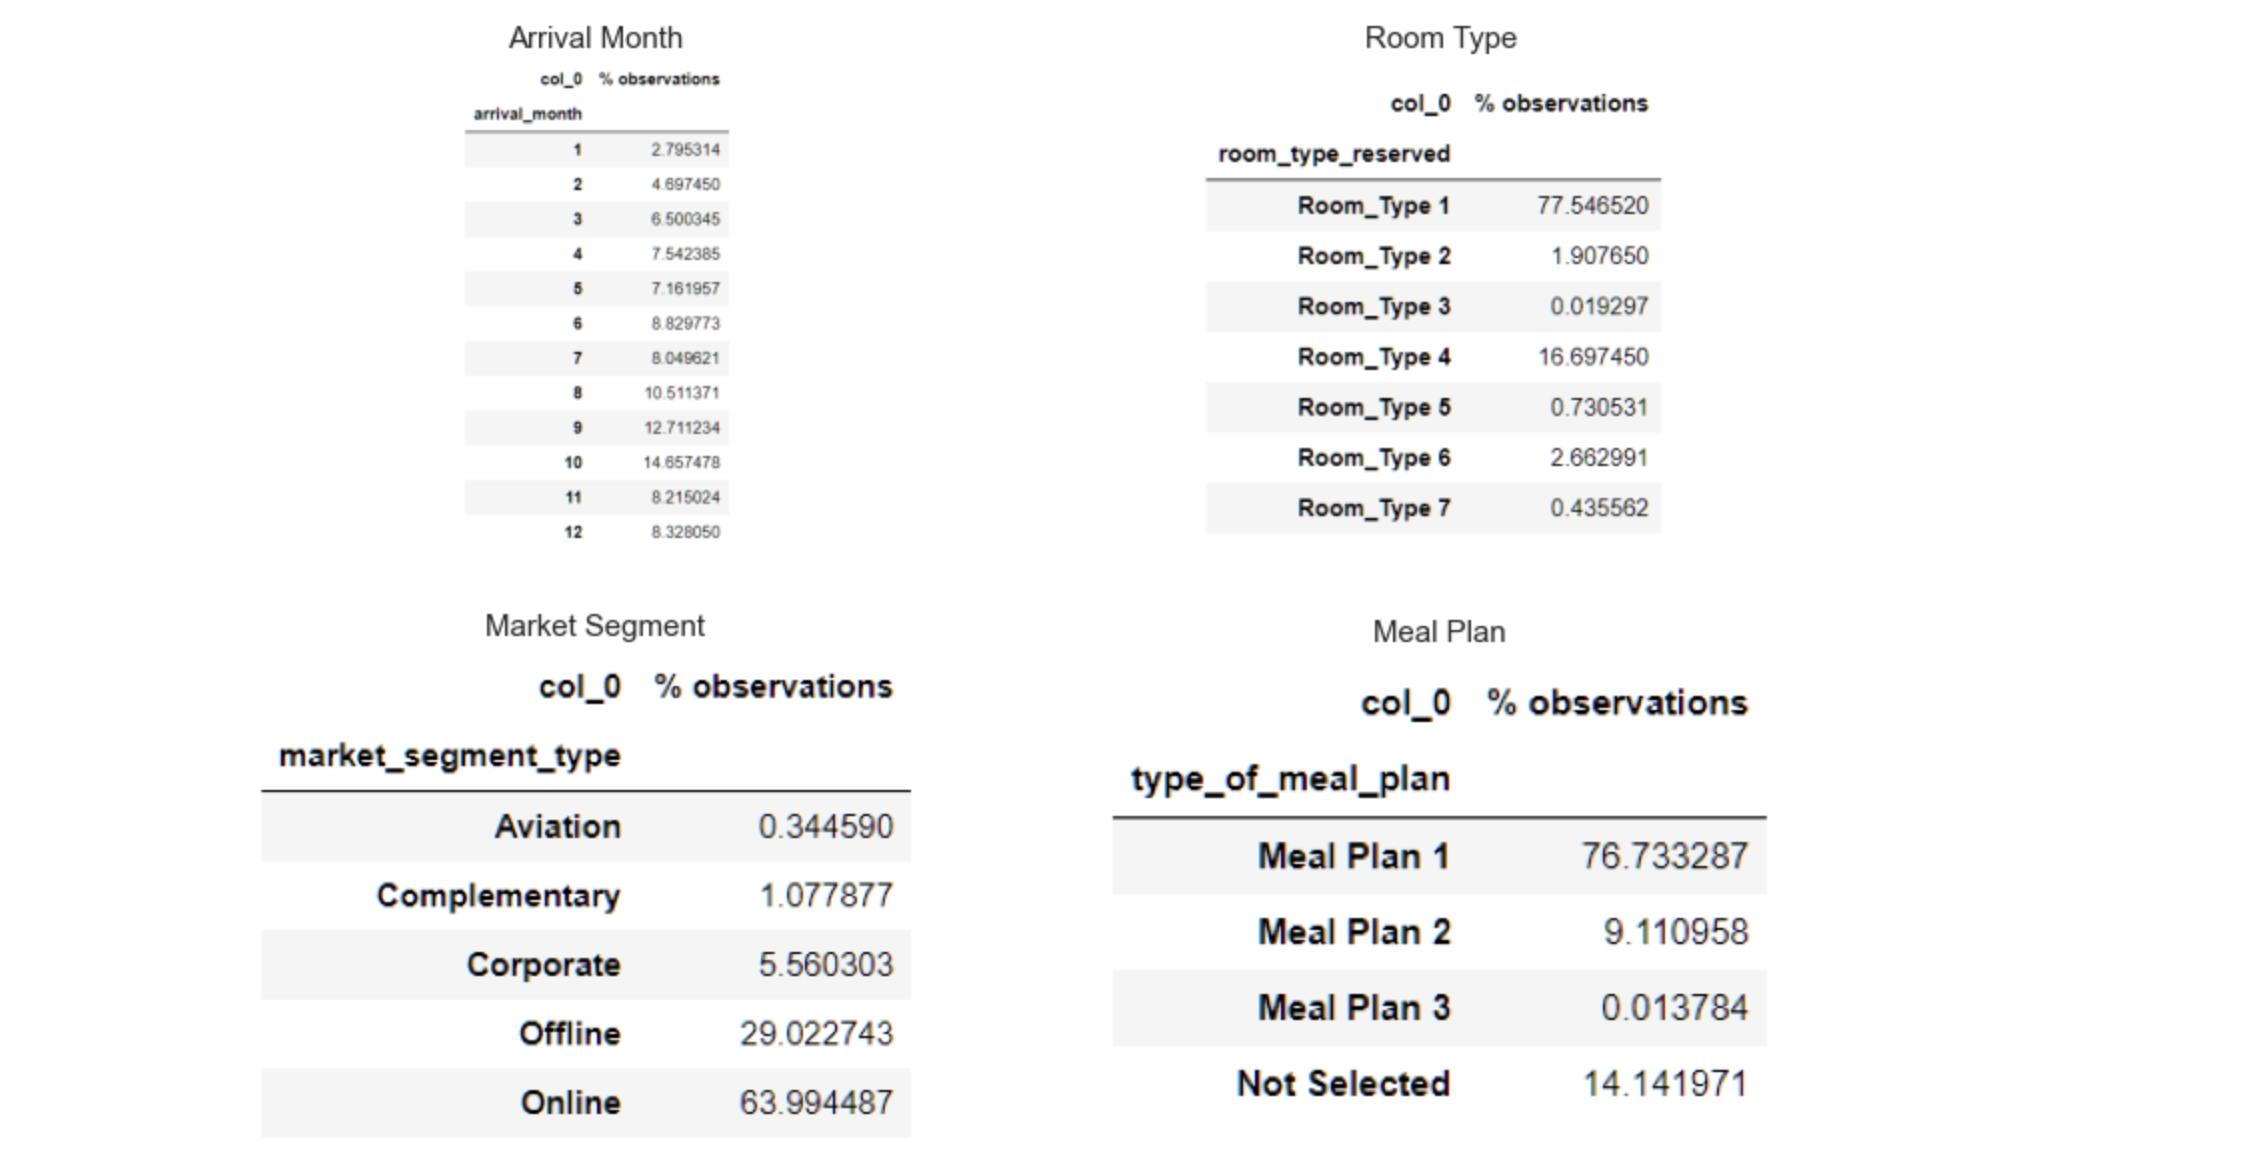 Arrival Month
col_0 % observations
arrival_month
1 2.795314
2 4.697450
3 6.500345
4 7.542385
5 7.161957
6 8.829773
7 8.049621
8 10.511371
9 12.711234
10 14.657478
11 8.215024
12 8.328050
Room Type
col_0 % observations
room_type_reserved
Room_Type 1 77.546520
Room_Type 2 1.907650
Room_Type 3 0.019297
Room_Type 4 16.697450
Room_Type 5 0.730531
Room_Type 6 2.662991
Room_Type 7 0.435562
Market Segment
col_0 % observations
market_segment_type
Aviation 0.344590
Complementary 1.077877
Corporate 5.560303
Offline 29.022743
Online 63.994487
Meal Plan
col_0 % observations
type_of_meal_plan
Meal Plan 1 76.733287
Meal Plan 2 9.110958
Meal Plan 3 0.013784
Not Selected 14.141971